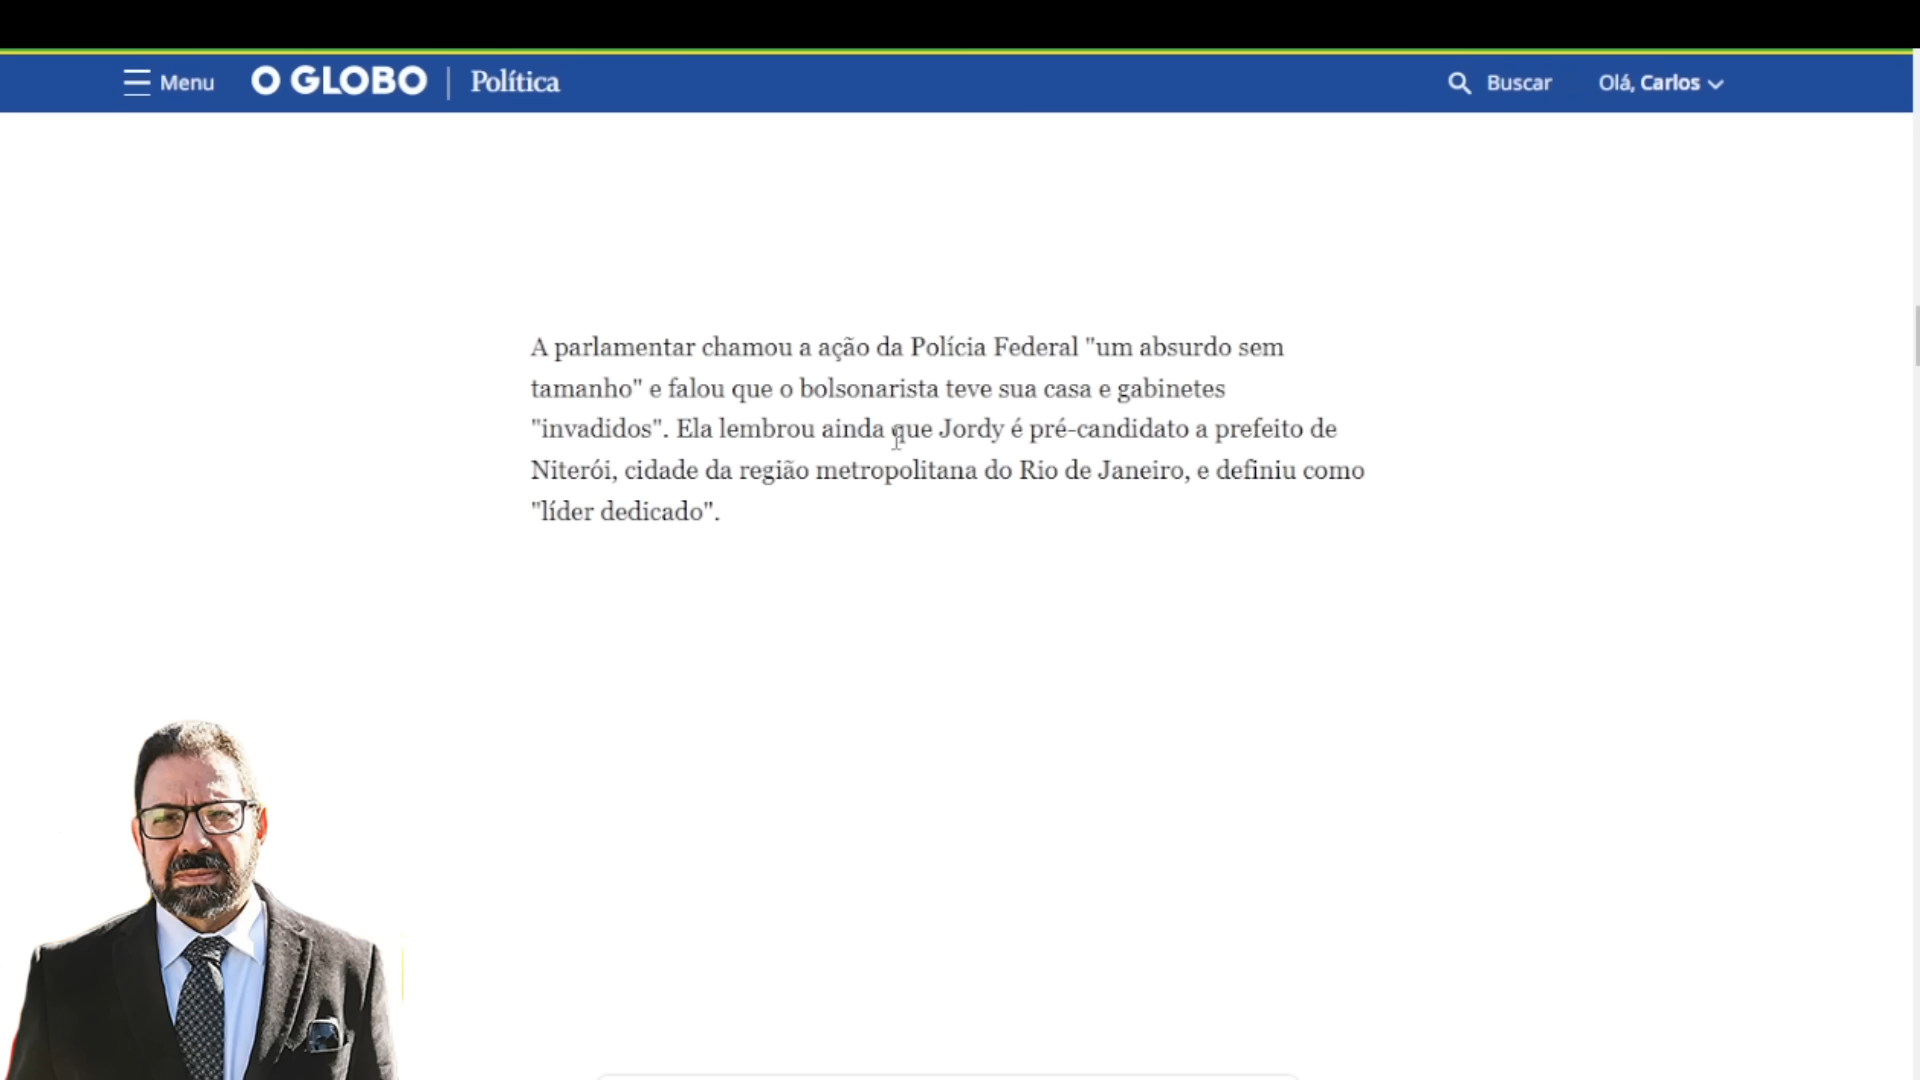 Menu
O GLOBO
Política
Buscar
Olá, Carlos
A parlamentar chamou a ação da Polícia Federal "um absurdo sem
tamanho" e falou que o bolsonarista teve sua casa e gabinetes
"invadidos". Ela lembrou ainda que Jordy é pré-candidato a prefeito de
Niterói, cidade da região metropolitana do Rio de Janeiro, e definiu como
"líder dedicado".